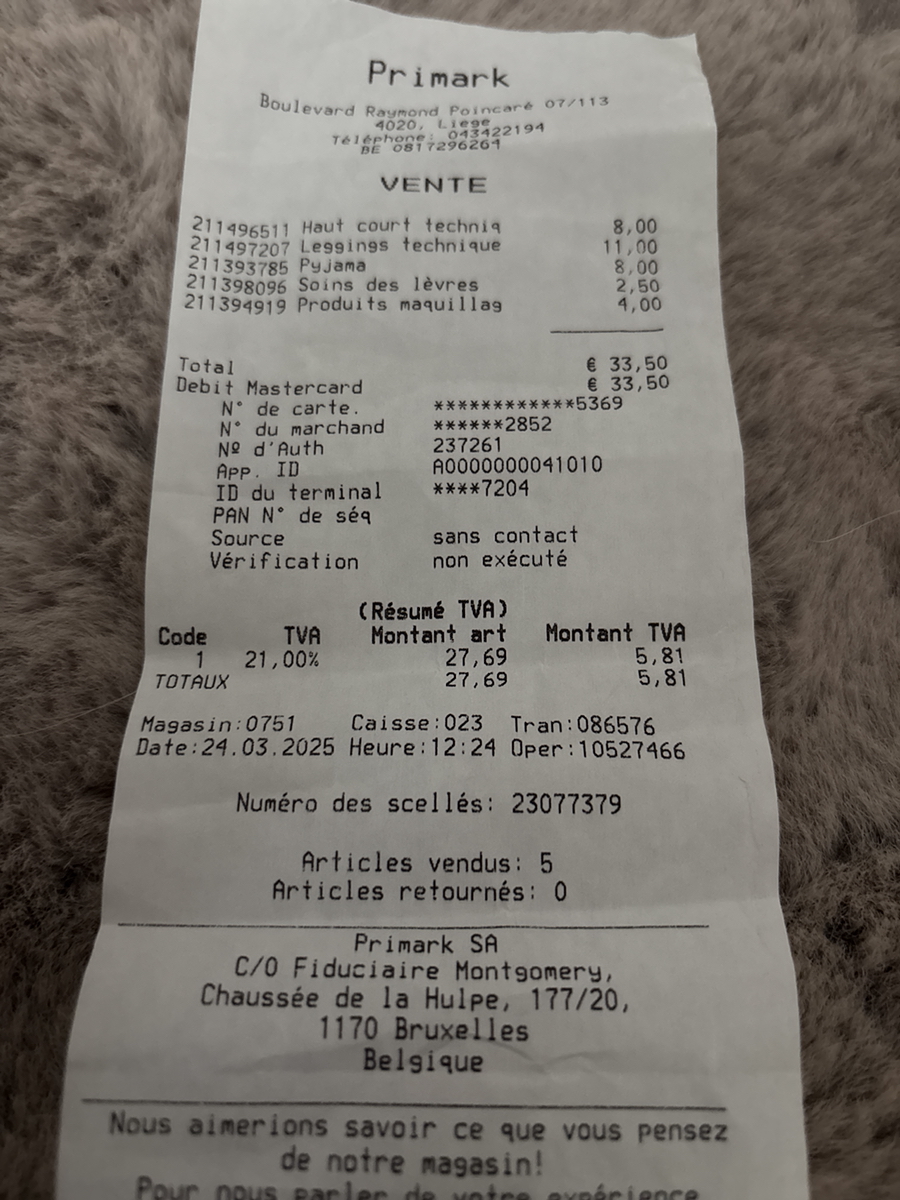 Primark
Boulevard Raymond Poincaré 07/113
4020, Liege
Téléphone: 043422194
BE 0817296264
VENTE
211496511 Haut court techniq 8,00
211497207 Leggings technique 11,00
211393785 Pyjama 8,00
211398096 Soins des lèvres 2,50
211394919 Produits maquillag 4,00
Total € 33,50
Debit Mastercard € 33,50
N° de carte. ************5369
N° du marchand ******2852
Nº d'Auth 237261
App. ID A0000000041010
ID du terminal ****7204
PAN N° de séq
Source sans contact
Vérification non exécuté
(Résumé TVA)
Code TVA Montant art Montant TVA
1 21,00% 27,69 5,81
TOTAUX 27,69 5,81
Magasin:0751 Caisse:023 Tran:086576
Date:24.03.2025 Heure:12:24 Oper:10527466
Numéro des scellés: 23077379
Articles vendus: 5
Articles retournés: 0
Primark SA
C/O Fiduciaire Montgomery,
Chaussée de la Hulpe, 177/20,
1170 Bruxelles
Belgique
Nous aimerions savoir ce que vous pensez
de notre magasin!
Pour nous parler de votre expérience